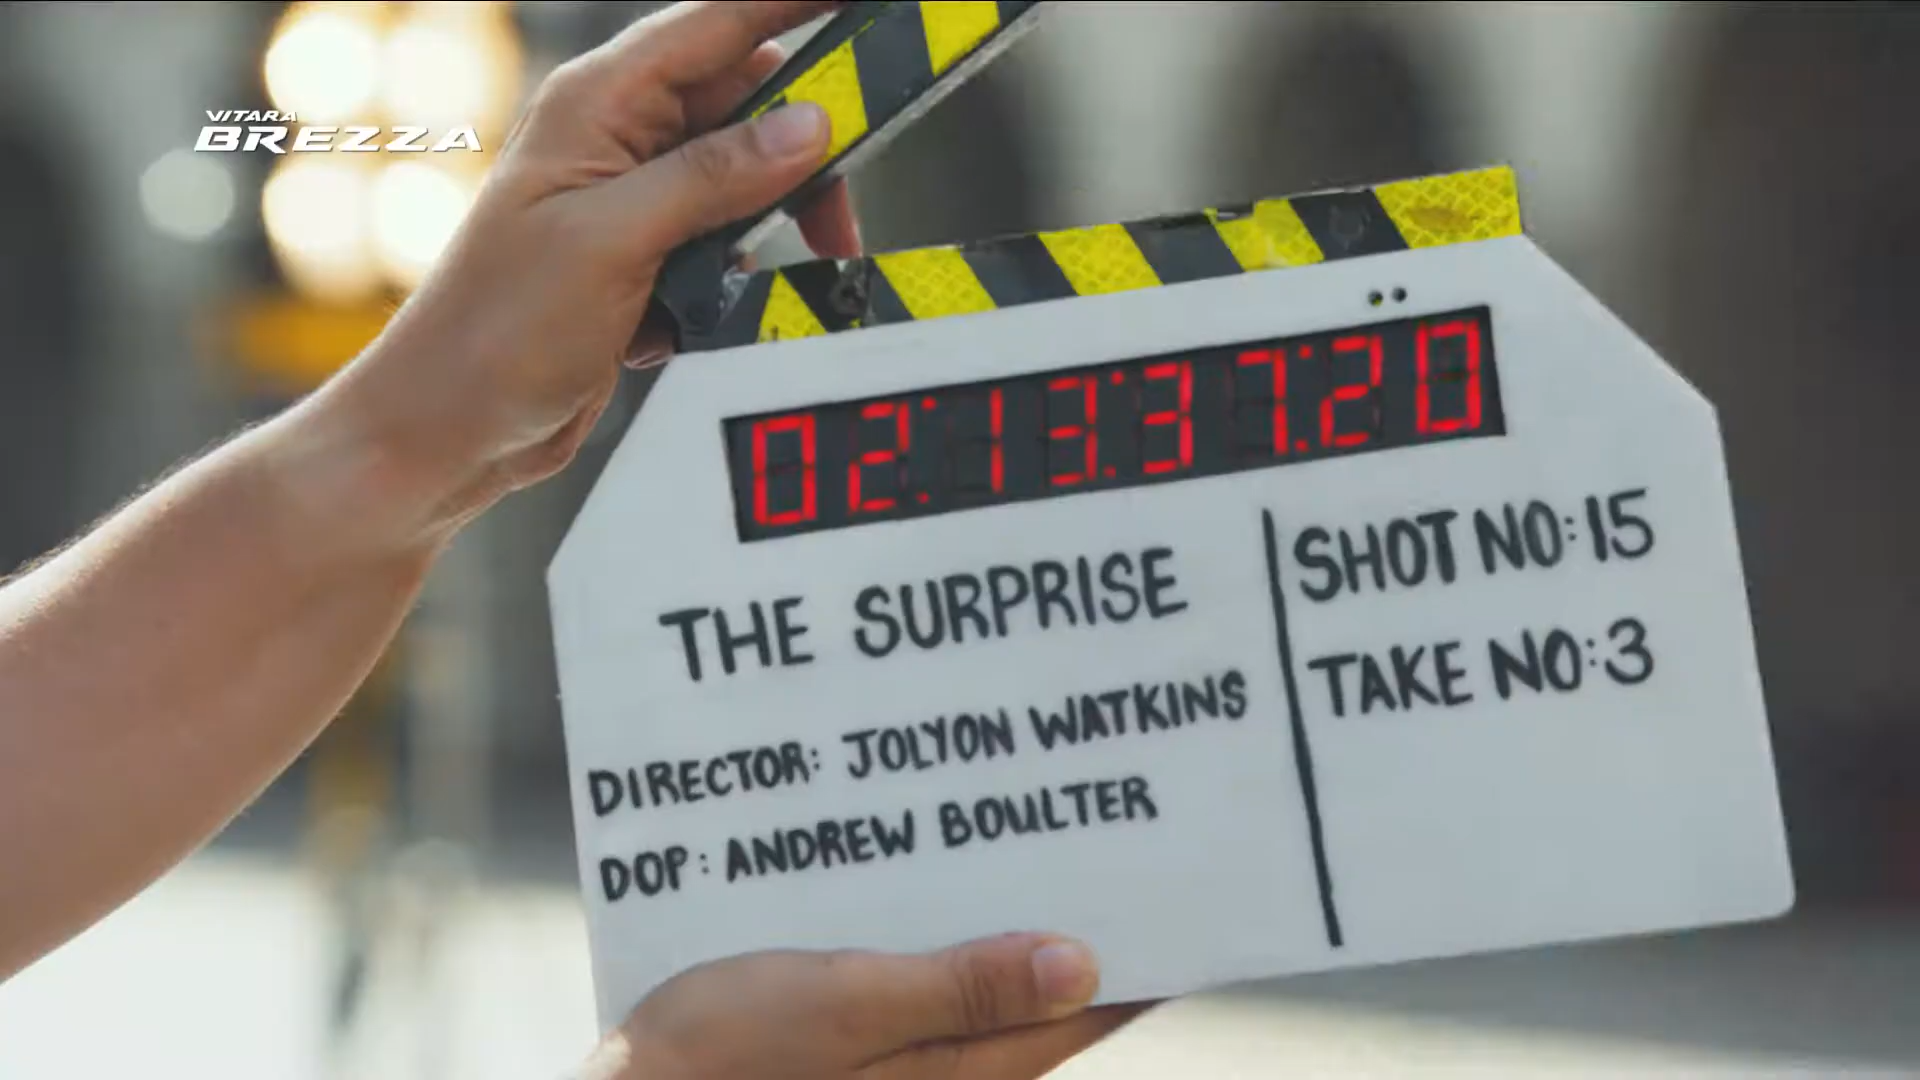 VITARA
BREZZA
02:13:37:20
THE SURPRISE
DIRECTOR: JOLYON WATKINS
DOP: ANDREW BOULTER
SHOT NO:15
TAKE NO:3